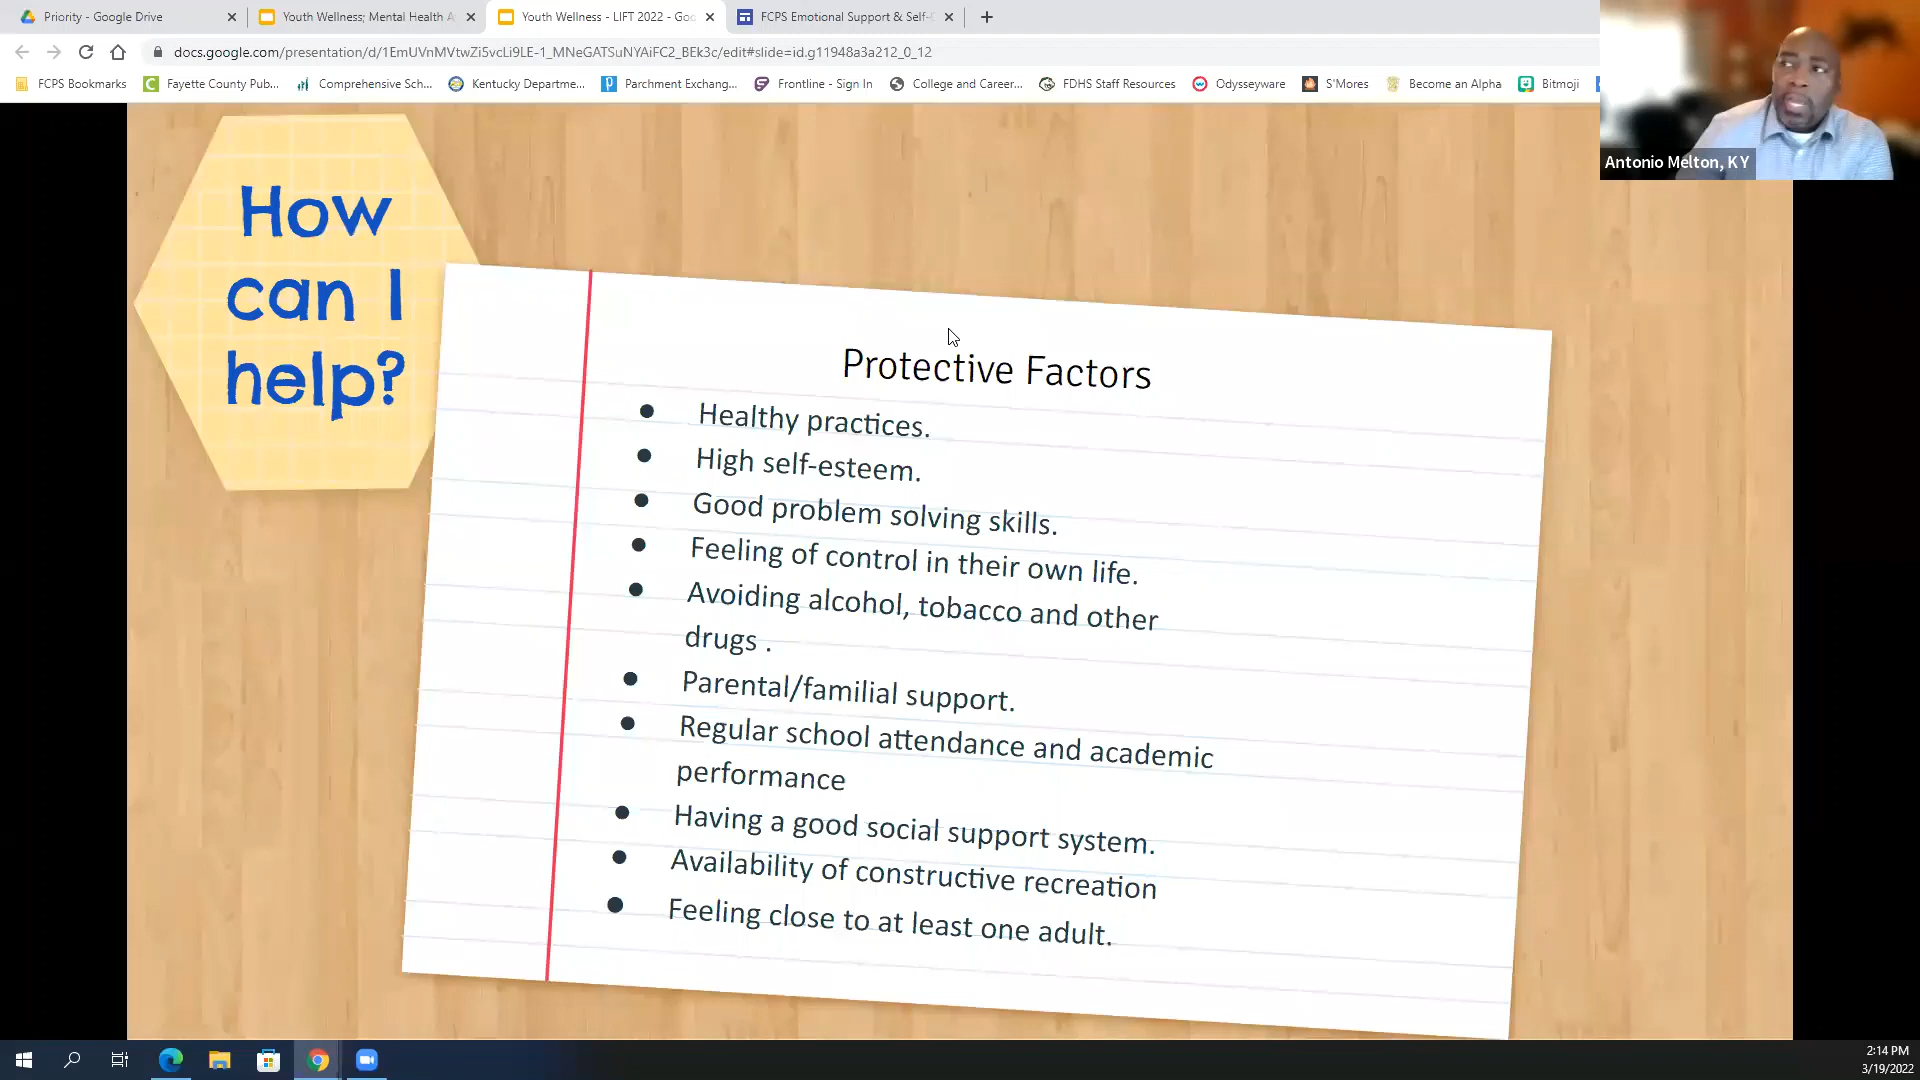 Priority - Google Drive
Youth Wellness; Mental Health A
Youth Wellness - LIFT 2022 - Goo
FCPS Emotional Support & Self-
docs.google.com/presentation/d/1EmUVnMVtwZi5vcLi9LE-1_MNeGATSuNYAiFC2_BEk3c/edit#slide=id.g11948a3a212_0_12
FCPS Bookmarks
Fayette County Pub...
Comprehensive Sch...
Kentucky Departme...
Parchment Exchang...
Frontline - Sign In
College and Career...
FDHS Staff Resources
Odysseyware
S'Mores
Become an Alpha
Bitmoji
Antonio Melton, KY
How
can I
help?
Protective Factors
● Healthy practices.
● High self-esteem.
● Good problem solving skills.
● Feeling of control in their own life.
● Avoiding alcohol, tobacco and other
drugs .
● Parental/familial support.
● Regular school attendance and academic
performance
● Having a good social support system.
● Availability of constructive recreation
● Feeling close to at least one adult.
2:14 PM
3/19/2022